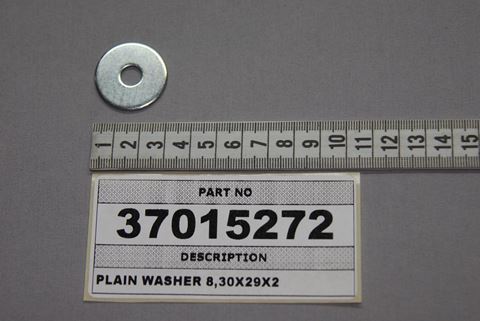 1 2 3 4 5 6 7 8 9 10 11 12 13 14 15
PART NO
37015272
DESCRIPTION
PLAIN WASHER 8,30X29X2